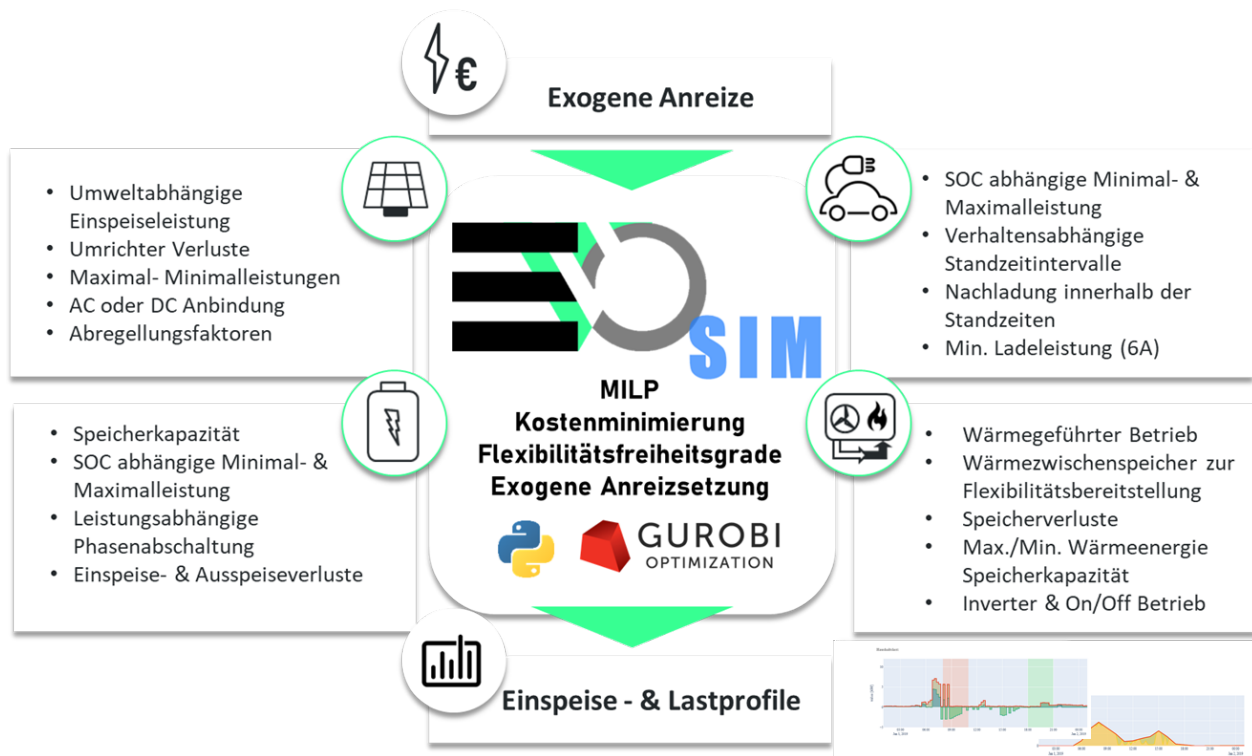 €
Exogene Anreize
• Umweltabhängige
Einspeiseleistung
• Umrichter Verluste
• Maximal- Minimalleistungen
• AC oder DC Anbindung
• Abregellungsfaktoren
• SOC abhängige Minimal- &
Maximalleistung
• Verhaltensabhängige
Standzeitintervalle
• Nachladung innerhalb der
Standzeiten
• Min. Ladeleistung (6A)
SIM
MILP
Kostenminimierung
Flexibilitätsfreiheitsgrade
Exogene Anreizsetzung
GUROBI
OPTIMIZATION
• Speicherkapazität
• SOC abhängige Minimal- &
Maximalleistung
• Leistungsabhängige
Phasenabschaltung
• Einspeise- & Ausspeiseverluste
• Wärmegeführter Betrieb
• Wärmezwischenspeicher zur
Flexibilitätsbereitstellung
• Speicherverluste
• Max./Min. Wärmeenergie
Speicherkapazität
• Inverter & On/Off Betrieb
Einspeise - & Lastprofile